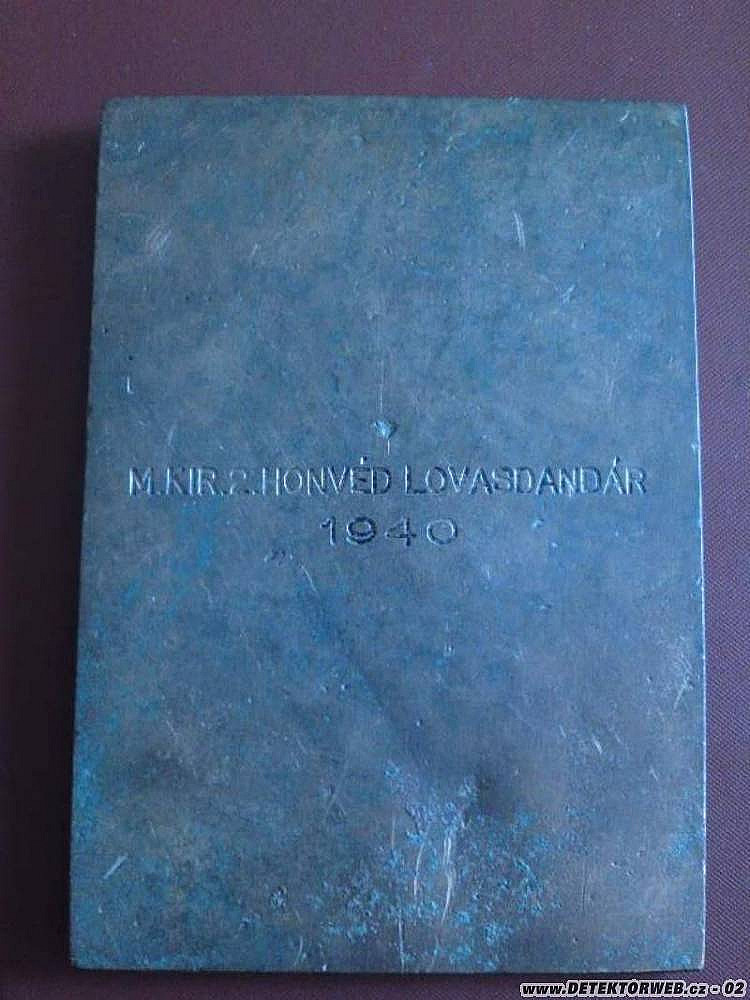 M.KIR.2.HONVÉD LOVASDANDÁR
1940
www.DETEKTORWEB.cz - 02